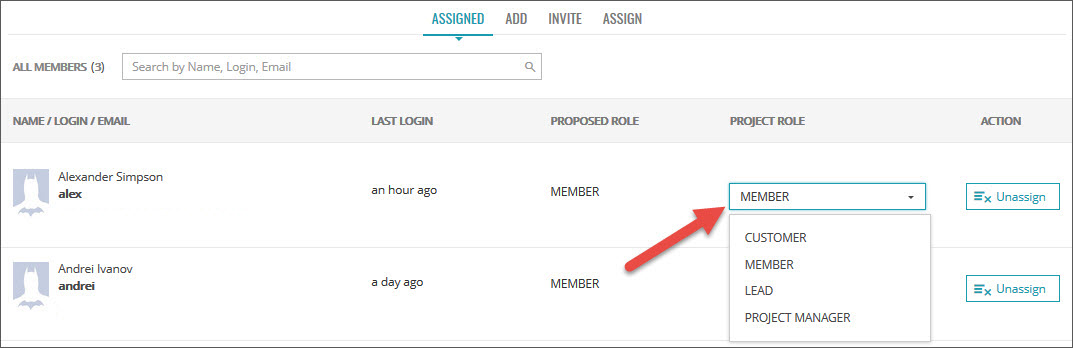 ASSIGNED ADD INVITE ASSIGN
ALL MEMBERS (3) Search by Name, Login, Email
NAME / LOGIN / EMAIL LAST LOGIN PROPOSED ROLE PROJECT ROLE ACTION
Alexander Simpson
alex
an hour ago MEMBER MEMBER Unassign
CUSTOMER
MEMBER
LEAD
PROJECT MANAGER
Andrei Ivanov
andrei
a day ago MEMBER Unassign